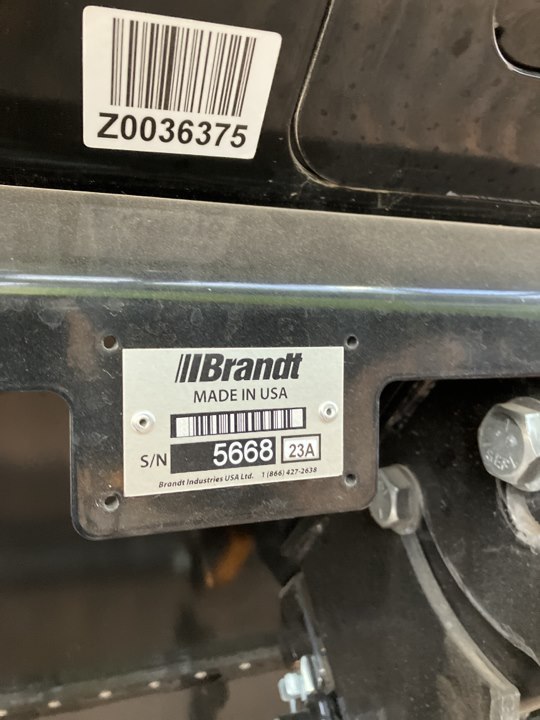 Z0036375
Brandt
MADE IN USA
S/N 5668 23A
Brandt Industries USA Ltd. 1 (866) 427-2638